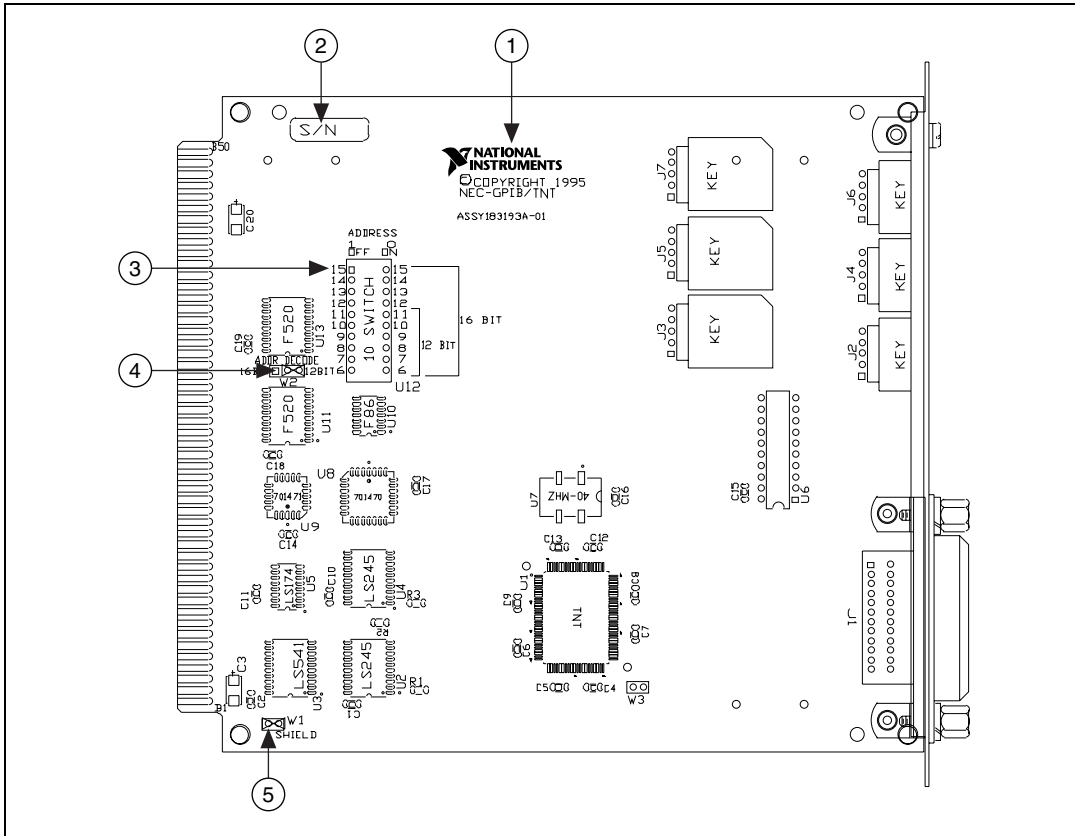 1
2
S/N
B50
NATIONAL
INSTRUMENTS
©COPYRIGHT 1995
NEC-GPIB/TNT
ASSY183193A-01
C20
ADDRESS
1 0
OFF ON
3
15 15
14 14
13 13
12 12
11 11
10 10
9 9
8 8
7 7
6 6
10 SWITCH
16 BIT
12 BIT
U12
J7
KEY
J5
KEY
J3
KEY
J6
KEY
J4
KEY
J2
KEY
C19
F520
U13
4
ADDR DECODE
16BIT 12BIT
W2
F520
U11
F86
U10
C18
U8
701471
U9
C14
701470
C17
U7
40-MHZ
C16
C15
U6
C11
LS174
U5
C10
LS245
U4
R3
R2
C13
C12
U1
C9
TNT
C6
C7
C5
C4
W3
J1
C3
B1
C2
LS541
U3
LS245
U2
R1
C1
W1
SHIELD
5